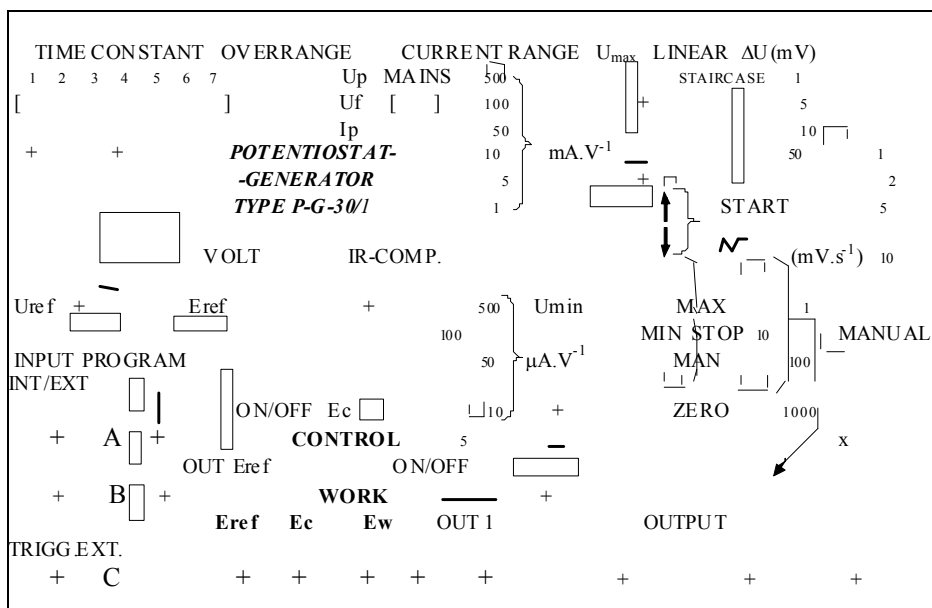 TIME CONSTANT OVERRANGE CURRENT RANGE Umax LINEAR ΔU (mV)
1 2 3 4 5 6 7 Up MAINS 500 STAIRCASE 1
[ ] Uf [ ] 100 + 5
Ip 50 10
+ + POTENTIOSTAT- 10 mA.V-1 50 1
-GENERATOR 5 + 2
TYPE P-G-30/1 1 START 5
VOLT IR-COMP. (mV.s-1) 10
Uref + Eref + 500 Umin MAX 1
100 MIN STOP 10 MANUAL
INPUT PROGRAM 50 μA.V-1 MAN 100
INT/EXT
ON/OFF Ec 10 + ZERO 1000
+ A + CONTROL 5 x
OUT Eref ON/OFF
+ B + WORK +
Eref Ec Ew OUT 1 OUTPUT
TRIGG.EXT.
+ C + + + + + + + +